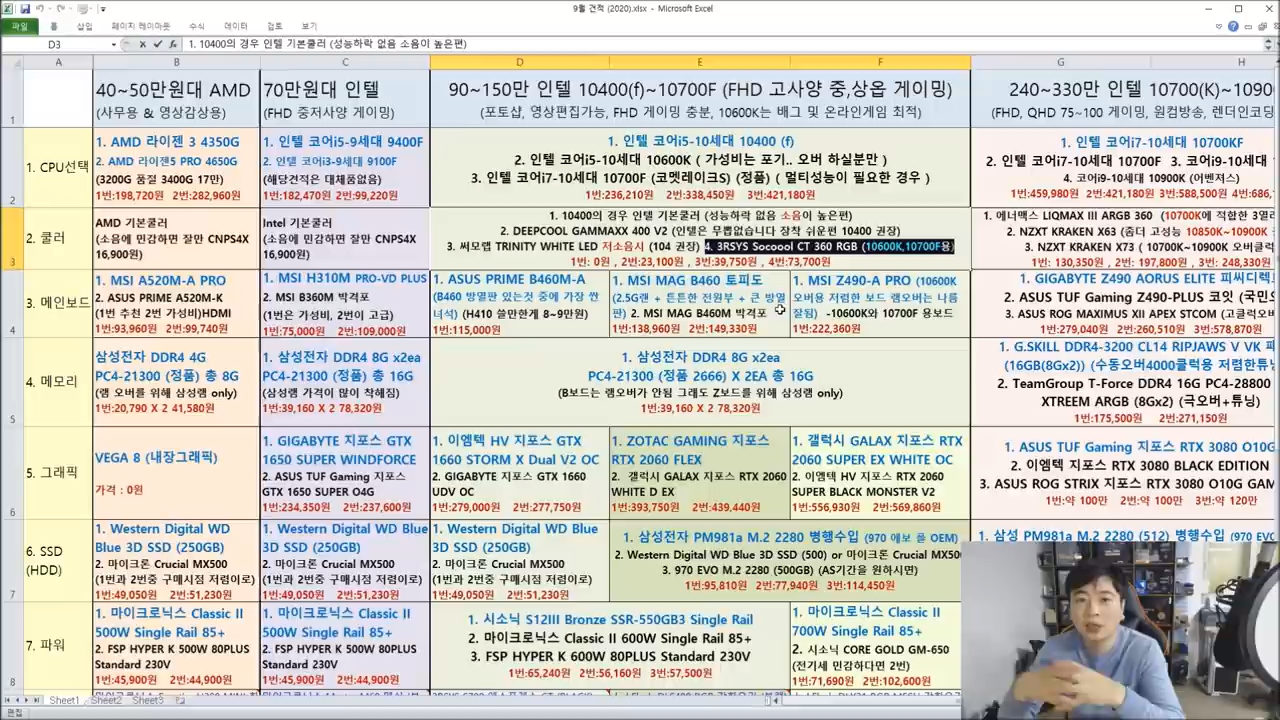 9월 견적 (2020).xlsx - Microsoft Excel
파일 홈 삽입 페이지 레이아웃 수식 데이터 검토 보기
D3 1. 10400의 경우 인텔 기본쿨러 (성능하락 없음 소음이 높은편)
A B C D E F G H
1
40~50만원대 AMD
(사무용 & 영상감상용)
70만원대 인텔
(FHD 중저사양 게이밍)
90~150만 인텔 10400(f)~10700F (FHD 고사양 중,상옵 게이밍)
(포토샵, 영상편집가능, FHD 게이밍 충분, 10600K는 배그 및 온라인게임 최적)
240~330만 인텔 10700(K)~10900
(FHD, QHD 75~100 게이밍, 원컴방송, 렌더인코딩
2
1. CPU선택
1. AMD 라이젠 3 4350G
2. AMD 라이젠5 PRO 4650G
(3200G 품절 3400G 17만)
1번:198,720원 2번:282,960원
1. 인텔 코어i5-9세대 9400F
2. 인텔 코어i3-9세대 9100F
(해당견적은 대체품없음)
1번:182,470원 2번:99,220원
1. 인텔 코어i5-10세대 10400 (f)
2. 인텔 코어i5-10세대 10600K ( 가성비는 포기.. 오버 하실분만 )
3. 인텔 코어i7-10세대 10700F (코멧레이크S) (정품) ( 멀티성능이 필요한 경우 )
1번:236,210원 2번:338,450원 3번:421,180원
1. 인텔 코어i7-10세대 10700KF
2. 인텔 코어i7-10세대 10700F 3. 코어i9-10세대
4. 코어i9-10세대 10900K (어벤져스)
1번:459,980원 2번:421,180원 3번:588,500원 4번:686,
3
2. 쿨러
AMD 기본쿨러
(소음에 민감하면 잘만 CNPS4X
16,900원)
Intel 기본쿨러
(소음에 민감하면 잘만 CNPS4X
16,900원)
1. 10400의 경우 인텔 기본쿨러 (성능하락 없음 소음이 높은편)
2. DEEPCOOL GAMMAXX 400 V2 (인텔은 무뽑없습니다 장착 쉬운편 10400 권장)
3. 써모랩 TRINITY WHITE LED 저소음시 (104 권장) 4. 3RSYS Socoool CT 360 RGB (10600K,10700F용)
1번: 0원 , 2번:23,100원 , 3번:39,750원 , 4번:73,700원
1. 에너맥스 LIQMAX III ARGB 360 (10700K에 적합한 3열
2. NZXT KRAKEN X63 (좀더 고성능 10850K~10900K
3. NZXT KRAKEN X73 ( 10700K~10900K 오버클럭
1번: 130,350원 , 2번: 197,800원 , 3번: 248,330원
4
3. 메인보드
1. MSI A520M-A PRO
2. ASUS PRIME A520M-K
(1번 추천 2번 가성비)HDMI
1번:93,960원 2번:99,740원
1. MSI H310M PRO-VD PLUS
2. MSI B360M 박격포
(1번은 가성비, 2번이 고급)
1번:75,000원 2번:109,000원
1. ASUS PRIME B460M-A
(B460 방열판 있는것 중에 가장 싼
녀석) (H410 쓸만한게 8~9만원)
1번:115,000원
1. MSI MAG B460 토피도
(2.5G랜 + 튼튼한 전원부 + 큰 방열
판) 2. MSI MAG B460M 박격포
1번:138,960원 2번:149,330원
1. MSI Z490-A PRO (10600K
오버용 저렴한 보드 램오버는 나름
잘됨) -10600K와 10700F 용보드
1번:222,360원
1. GIGABYTE Z490 AORUS ELITE 피씨디렉
2. ASUS TUF Gaming Z490-PLUS 코잇 (국민
3. ASUS ROG MAXIMUS XII APEX STCOM (고클럭오버
1번:279,040원 2번:260,510원 3번:578,870원
5
4. 메모리
삼성전자 DDR4 4G
PC4-21300 (정품) 총 8G
(램 오버를 위해 삼성램 only)
1번:20,790 X 2 41,580원
1. 삼성전자 DDR4 8G x2ea
PC4-21300 (정품) 총 16G
(삼성램 가격이 많이 착해짐)
1번:39,160 X 2 78,320원
1. 삼성전자 DDR4 8G x2ea
PC4-21300 (정품 2666) X 2EA 총 16G
(B보드는 램오버가 안됨 그래도 Z보드를 위해 삼성램 only)
1번:39,160 X 2 78,320원
1. G.SKILL DDR4-3200 CL14 RIPJAWS V VK 패
(16GB(8Gx2)) (수동오버4000클럭용 저렴한튜닝
2. TeamGroup T-Force DDR4 16G PC4-28800
XTREEM ARGB (8Gx2) (극오버+튜닝)
1번:175,500원 2번:271,150원
6
5. 그래픽
VEGA 8 (내장그래픽)
가격 : 0원
1. GIGABYTE 지포스 GTX
1650 SUPER WINDFORCE
2. ASUS TUF Gaming 지포스
GTX 1650 SUPER O4G
1번:234,350원 2번:237,600원
1. 이엠텍 HV 지포스 GTX
1660 STORM X Dual V2 OC
2. GIGABYTE 지포스 GTX 1660
UDV OC
1번:279,000원 2번:277,750원
1. ZOTAC GAMING 지포스
RTX 2060 FLEX
2. 갤럭시 GALAX 지포스 RTX 2060
WHITE D EX
1번:393,750원 2번:439,440원
1. 갤럭시 GALAX 지포스 RTX
2060 SUPER EX WHITE OC
2. 이엠텍 HV 지포스 RTX 2060
SUPER BLACK MONSTER V2
1번:556,930원 2번:569,860원
1. ASUS TUF Gaming 지포스 RTX 3080 O10G
2. 이엠텍 지포스 RTX 3080 BLACK EDITION
3. ASUS ROG STRIX 지포스 RTX 3080 O10G GAM
1번:약 100만 2번:약 100만 3번:약 120만
7
6. SSD
(HDD)
1. Western Digital WD
Blue 3D SSD (250GB)
2. 마이크론 Crucial MX500
(1번과 2번중 구매시점 저렴이로)
1번:49,050원 2번:51,230원
1. Western Digital WD Blue
3D SSD (250GB)
2. 마이크론 Crucial MX500
(1번과 2번중 구매시점 저렴이로)
1번:49,050원 2번:51,230원
1. Western Digital WD Blue
3D SSD (250GB)
2. 마이크론 Crucial MX500
(1번과 2번중 구매시점 저렴이로)
1번:49,050원 2번:51,230원
1. 삼성전자 PM981a M.2 2280 병행수입 (970 에보 플 OEM)
2. Western Digital WD Blue 3D SSD (500) or 마이크론 Crucial MX500
3. 970 EVO M.2 2280 (500GB) (AS기간을 원하시면)
1번:95,810원 2번:77,940원 3번:114,450원
1. 삼성 PM981a M.2 2280 (512) 병행수입 (970 EVO
8
7. 파워
1. 마이크로닉스 Classic II
500W Single Rail 85+
2. FSP HYPER K 500W 80PLUS
Standard 230V
1번:45,900원 2번:44,900원
1. 마이크로닉스 Classic II
500W Single Rail 85+
2. FSP HYPER K 500W 80PLUS
Standard 230V
1번:45,900원 2번:44,900원
1. 시소닉 S12III Bronze SSR-550GB3 Single Rail
2. 마이크로닉스 Classic II 600W Single Rail 85+
3. FSP HYPER K 600W 80PLUS Standard 230V
1번:65,240원 2번:56,160원 3번:57,500원
1. 마이크로닉스 Classic II
700W Single Rail 85+
2. 시소닉 CORE GOLD GM-650
(전기세 민감하다면 2번)
1번:71,690원 2번:102,600원
Sheet1 Sheet2 Sheet3
편집